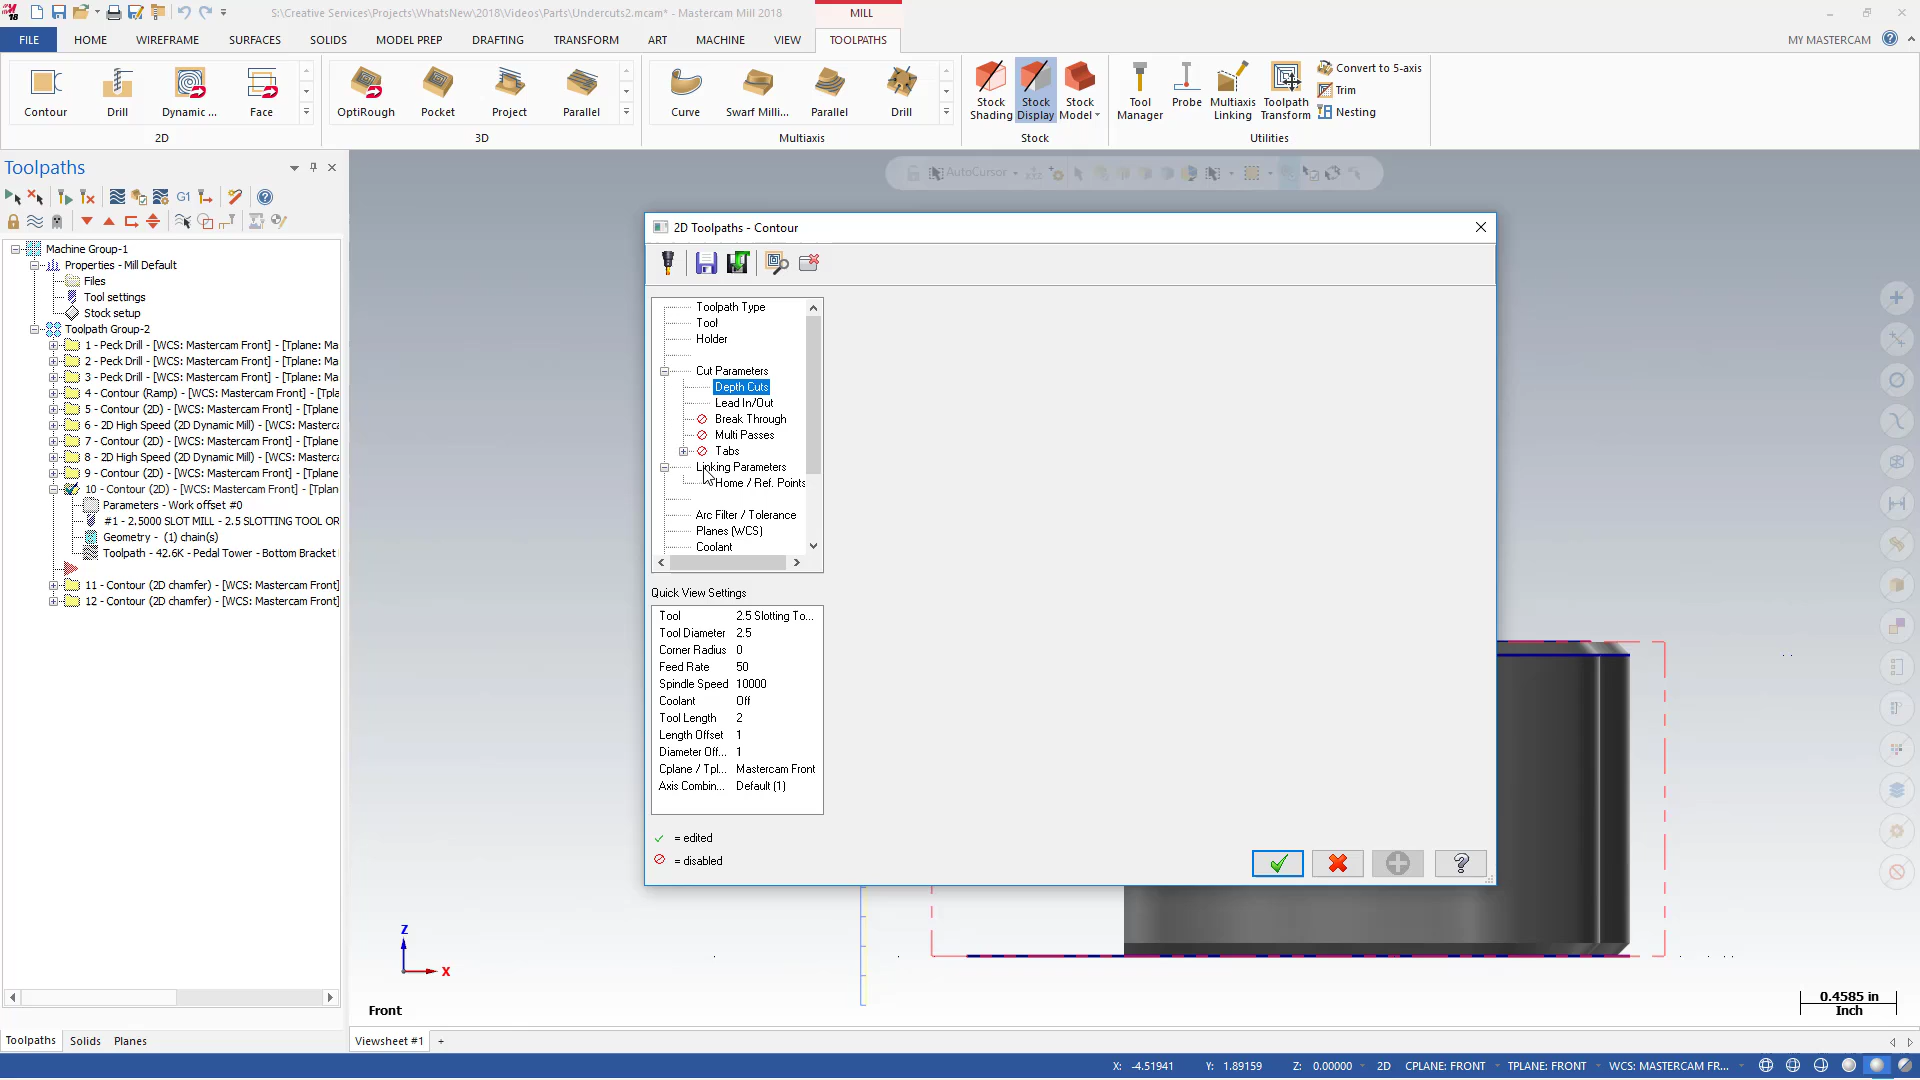 S:\Creative Services\Projects\WhatsNew\2018\Videos\Parts\Undercuts2.mcam* - Mastercam Mill 2018
MILL
FILE HOME WIREFRAME SURFACES SOLIDS MODEL PREP DRAFTING TRANSFORM ART MACHINE VIEW TOOLPATHS MY MASTERCAM
Contour Drill Dynamic ... Face
OptiRough Pocket Project Parallel
Curve Swarf Milli... Parallel Drill
Stock Shading
Stock Display
Stock Model
Tool Manager
Probe
Multiaxis Linking
Toolpath Transform
Convert to 5-axis
Trim
Nesting
2D 3D Multiaxis Stock Utilities
Toolpaths
AutoCursor
G1
Machine Group-1
Properties - Mill Default
Files
Tool settings
Stock setup
Toolpath Group-2
1 - Peck Drill - [WCS: Mastercam Front] - [Tplane: Ma
2 - Peck Drill - [WCS: Mastercam Front] - [Tplane: Ma
3 - Peck Drill - [WCS: Mastercam Front] - [Tplane: Ma
4 - Contour (Ramp) - [WCS: Mastercam Front] - [Tpla
5 - Contour (2D) - [WCS: Mastercam Front] - [Tplane
6 - 2D High Speed (2D Dynamic Mill) - [WCS: Masterca
7 - Contour (2D) - [WCS: Mastercam Front] - [Tplane
8 - 2D High Speed (2D Dynamic Mill) - [WCS: Masterca
9 - Contour (2D) - [WCS: Mastercam Front] - [Tplane
10 - Contour (2D) - [WCS: Mastercam Front] - [Tplan
Parameters - Work offset #0
#1 - 2.5000 SLOT MILL - 2.5 SLOTTING TOOL OR
Geometry - (1) chain(s)
Toolpath - 42.6K - Pedal Tower - Bottom Bracket
11 - Contour (2D chamfer) - [WCS: Mastercam Front]
12 - Contour (2D chamfer) - [WCS: Mastercam Front]
2D Toolpaths - Contour
Toolpath Type
Tool
Holder
Cut Parameters
Depth Cuts
Lead In/Out
Break Through
Multi Passes
Tabs
Linking Parameters
Home / Ref. Points
Arc Filter / Tolerance
Planes (WCS)
Coolant
Quick View Settings
Tool 2.5 Slotting To...
Tool Diameter 2.5
Corner Radius 0
Feed Rate 50
Spindle Speed 10000
Coolant Off
Tool Length 2
Length Offset 1
Diameter Off... 1
Cplane / Tpl... Mastercam Front
Axis Combin... Default (1)
= edited
= disabled
Z
X
Front
0.4585 in
Inch
Toolpaths Solids Planes
Viewsheet #1 +
X: -4.51941 Y: 1.89159 Z: 0.00000 2D CPLANE: FRONT TPLANE: FRONT WCS: MASTERCAM FR...